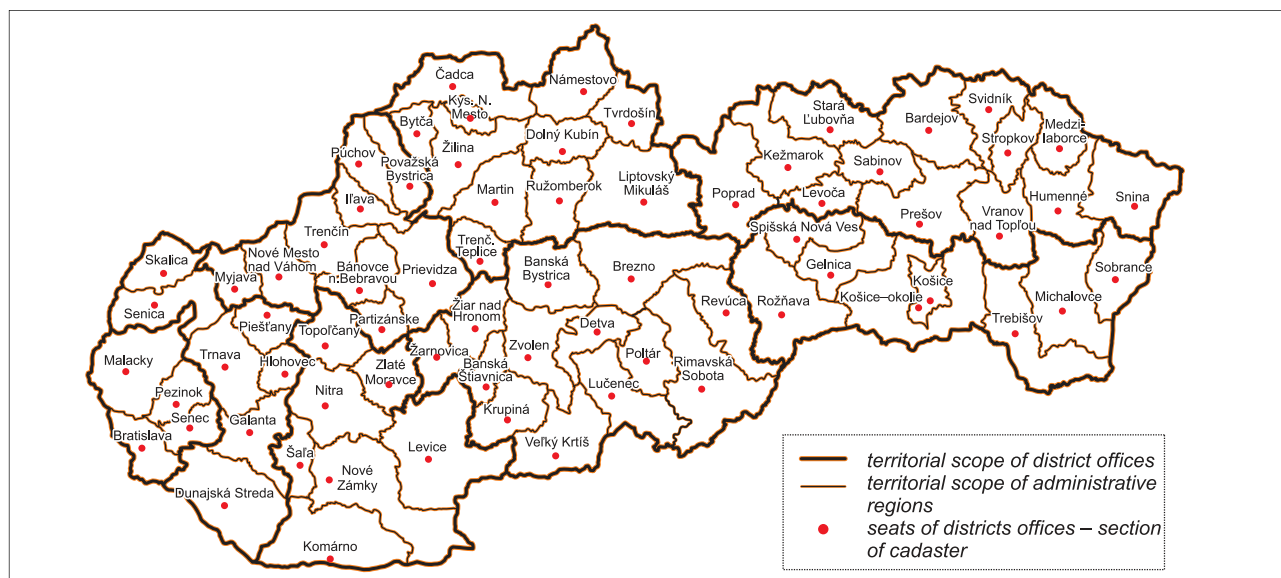 Čadca
Námestovo
Kys. N.
Mesto
Tvrdošín
Bytča
Dolný Kubín
Žilina
Púchov
Považská
Bystrica
Martin
Ružomberok
Liptovský
Mikuláš
Iľava
Stará
Ľubovňa
Bardejov
Svidník
Stropkov
Medzi-
laborce
Kežmarok
Sabinov
Poprad
Levoča
Prešov
Vranov
nad Topľou
Humenné
Snina
Trenčín
Trenč.
Teplice
Skalica
Nové Mesto
nad Váhom
Bánovce
n.Bebravou
Prievidza
Myjava
Senica
Banská
Bystrica
Brezno
Spišská Nová Ves
Gelnica
Košice
Košice–okolie
Rožňava
Revúca
Sobrance
Michalovce
Trebišov
Piešťany
Topoľčany
Partizánske
Žiar nad
Hronom
Detva
Malacky
Trnava
Hlohovec
Zlaté
Moravce
Žarnovica
Zvolen
Banská
Štiavnica
Poltár
Rimavská
Sobota
Lučenec
Pezinok
Senec
Nitra
Krupiná
Bratislava
Galanta
Levice
Veľký Krtíš
Šaľa
Nové
Zámky
Dunajská Streda
Komárno
territorial scope of district offices
territorial scope of administrative
regions
seats of districts offices – section
of cadaster